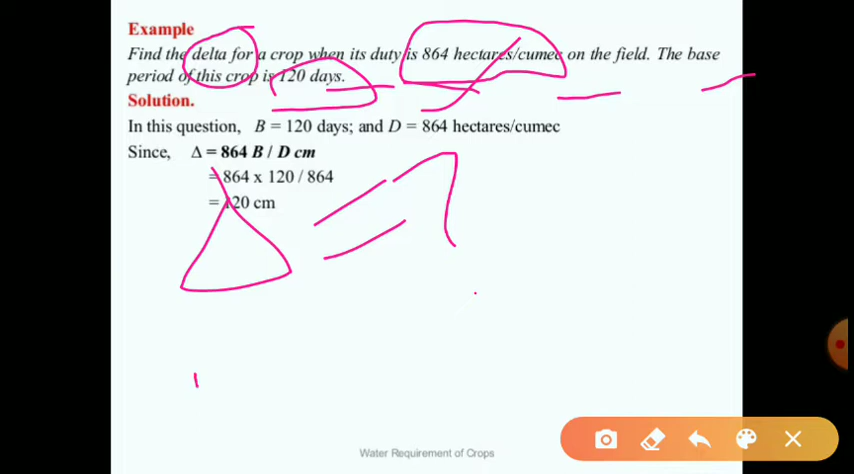 Example
Find the delta for a crop when its duty is 864 hectares/cumec on the field. The base
period of this crop is 120 days.
Solution.
In this question, B = 120 days; and D = 864 hectares/cumec
Since, Δ = 864 B / D cm
= 864 x 120 / 864
= 120 cm
Δ = ?
Water Requirement of Crops